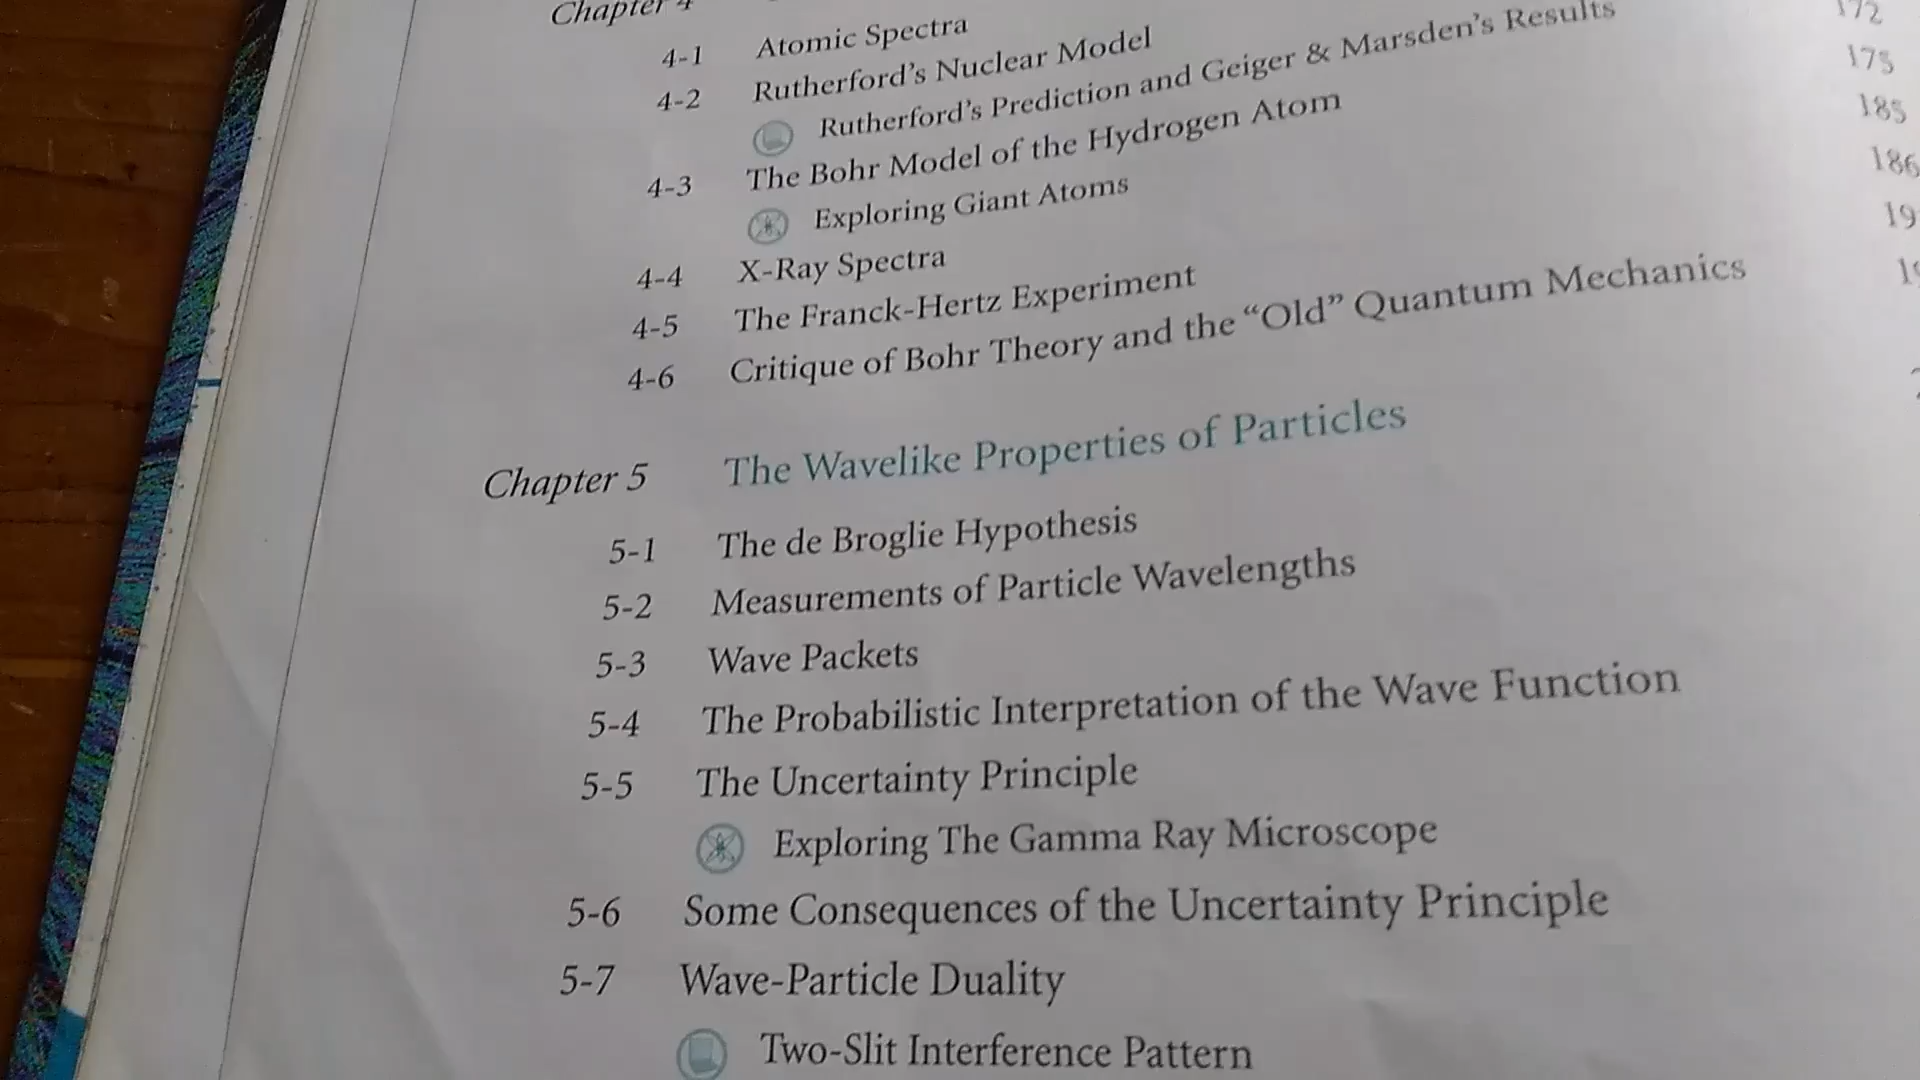 Chapter 4
4-1 Atomic Spectra 172
4-2 Rutherford's Nuclear Model 175
Rutherford's Prediction and Geiger & Marsden's Results 185
4-3 The Bohr Model of the Hydrogen Atom 186
Exploring Giant Atoms
4-4 X-Ray Spectra
4-5 The Franck-Hertz Experiment
4-6 Critique of Bohr Theory and the “Old” Quantum Mechanics
Chapter 5 The Wavelike Properties of Particles
5-1 The de Broglie Hypothesis
5-2 Measurements of Particle Wavelengths
5-3 Wave Packets
5-4 The Probabilistic Interpretation of the Wave Function
5-5 The Uncertainty Principle
Exploring The Gamma Ray Microscope
5-6 Some Consequences of the Uncertainty Principle
5-7 Wave-Particle Duality
Two-Slit Interference Pattern